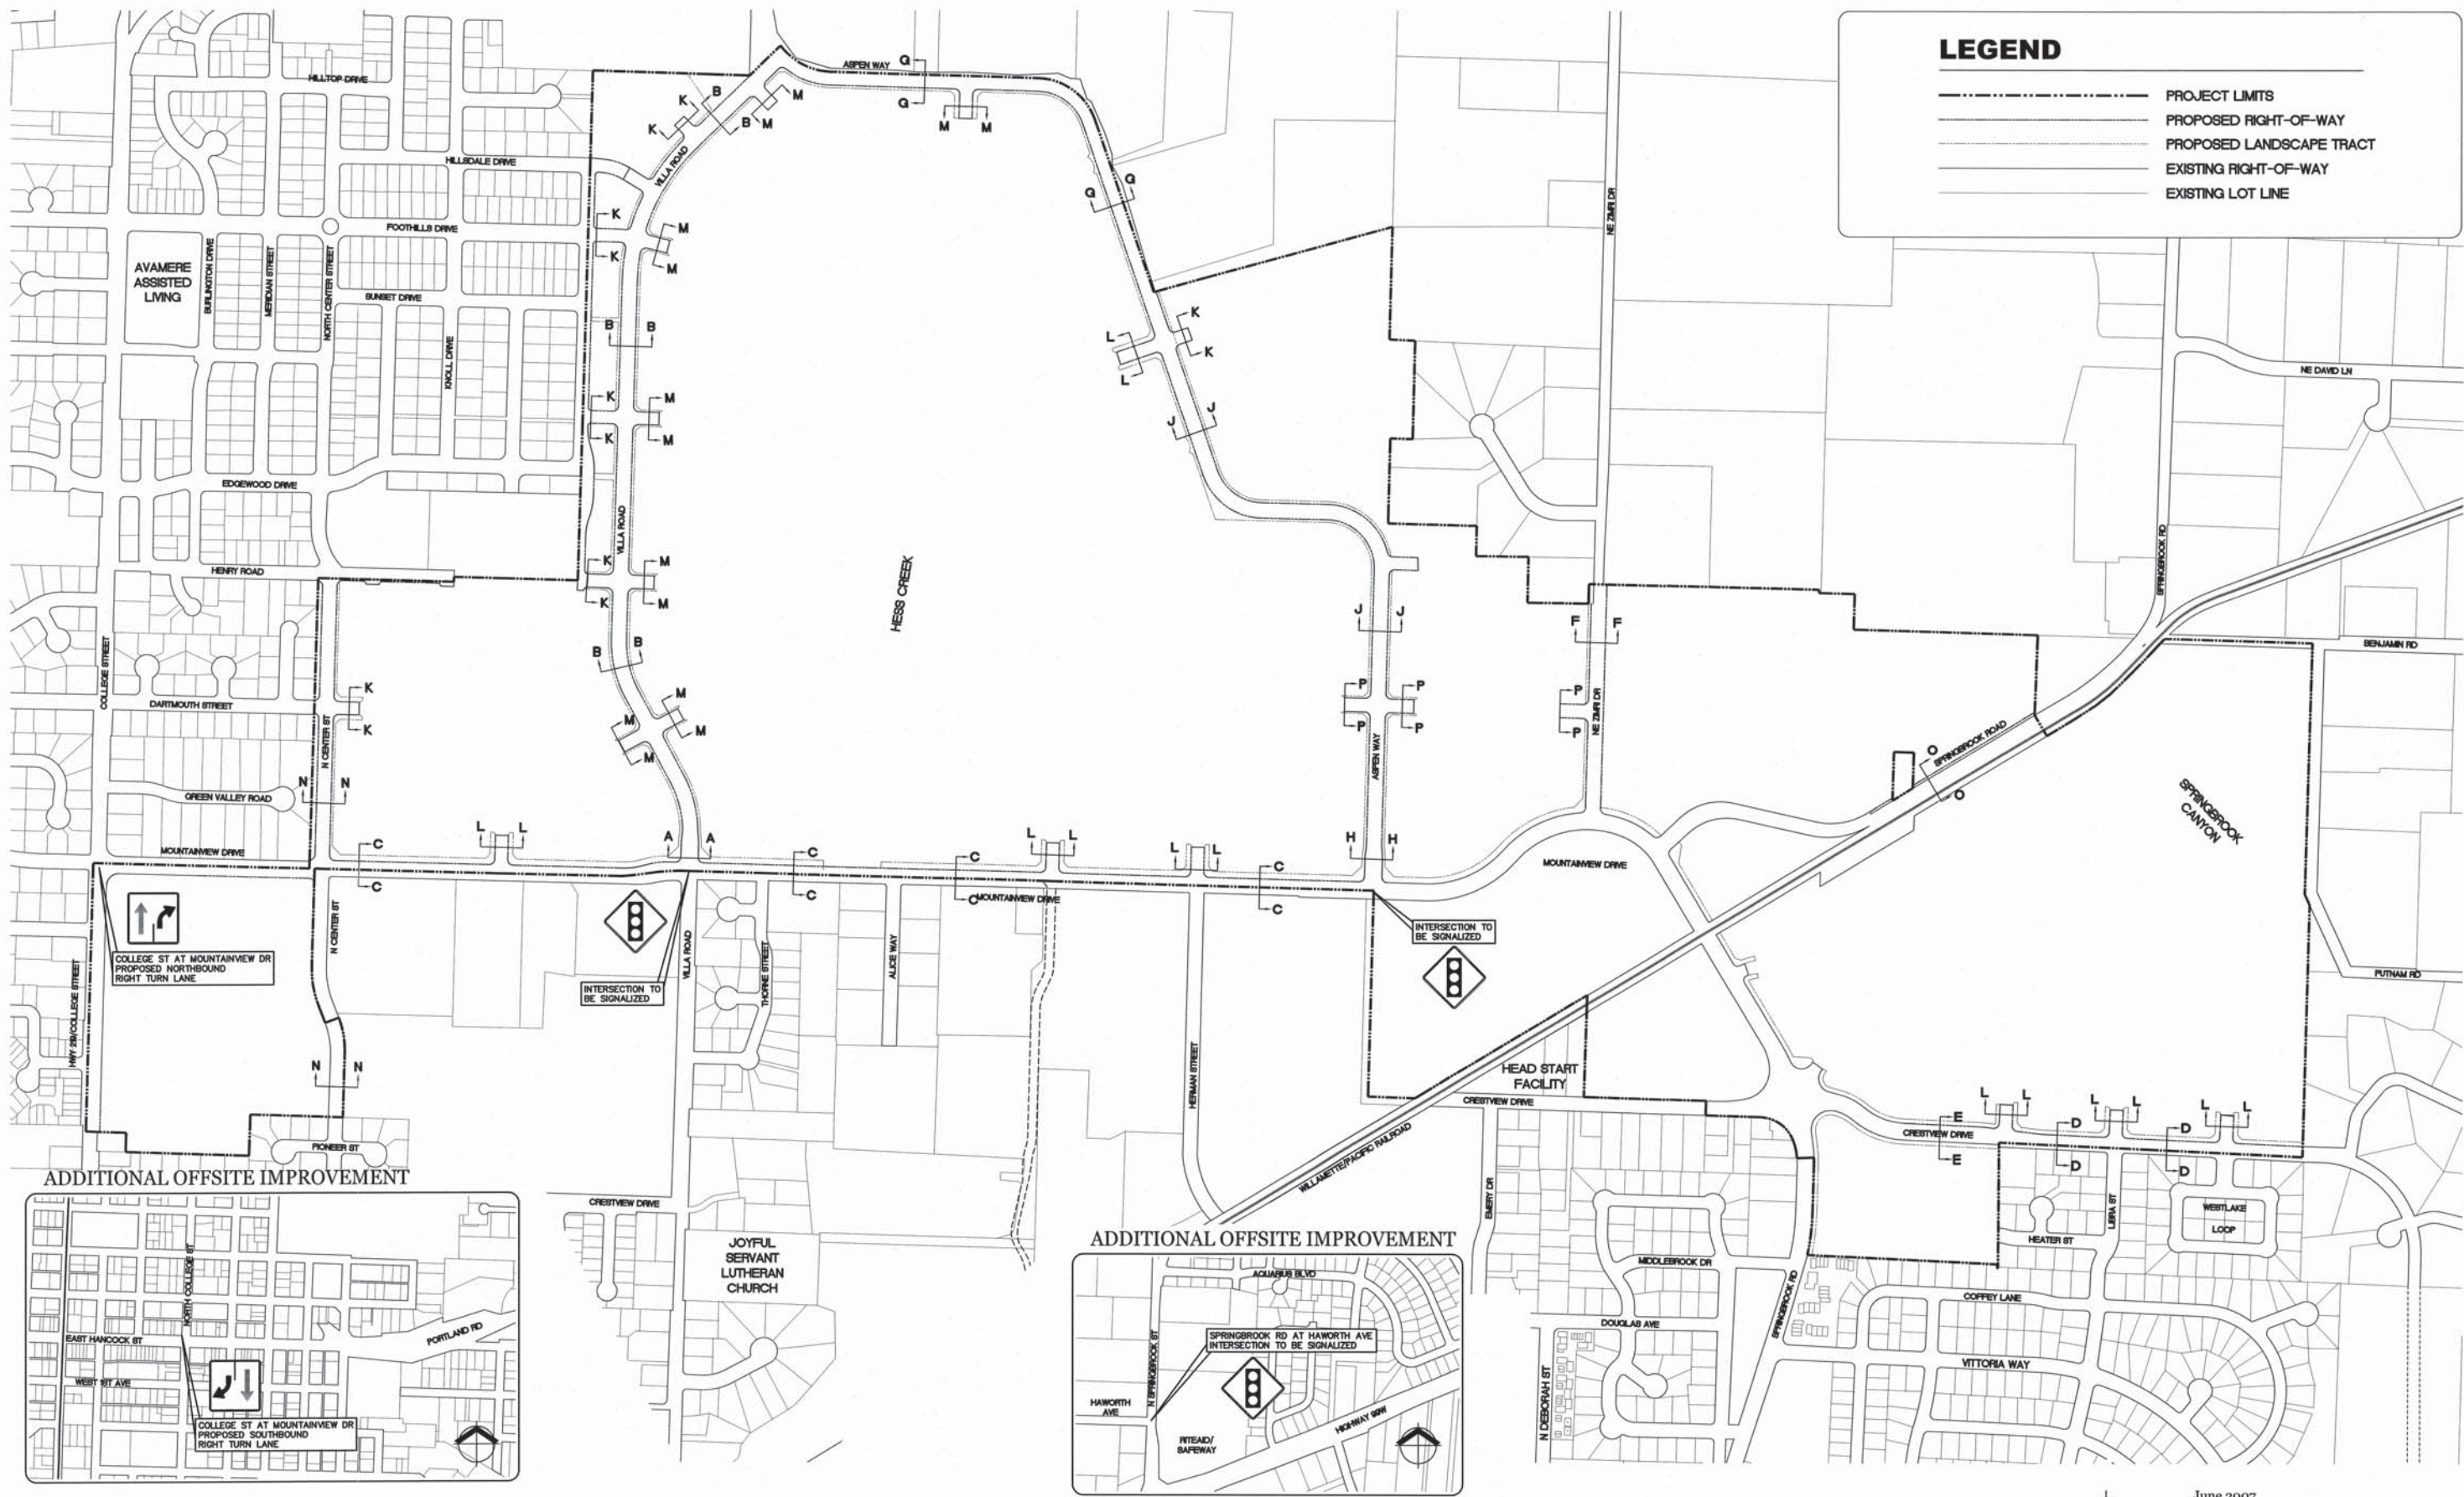 LEGEND
PROJECT LIMITS
PROPOSED RIGHT-OF-WAY
PROPOSED LANDSCAPE TRACT
EXISTING RIGHT-OF-WAY
EXISTING LOT LINE
HILLTOP DRIVE
ASPEN WAY
G
G
K
B
M
K
B
M
M
M
HILLSDALE DRIVE
VILLA ROAD
G
G
NE ZIMRI DR
K
M
FOOTHILLS DRIVE
K
M
AVAMERE
ASSISTED
LIVING
BURLINGTON DRIVE
MERIDIAN STREET
NORTH CENTER STREET
SUNSET DRIVE
KNOLL DRIVE
B
B
L
K
K
L
NE DAVID LN
K
M
K
M
J
J
EDGEWOOD DRIVE
VILLA ROAD
HESS CREEK
SPRINGBROOK RD
HENRY ROAD
K
M
K
M
J
J
F
F
BENJAMIN RD
COLLEGE STREET
B
B
K
K
DARTMOUTH STREET
M
M
M
M
P
P
P
P
P
P
NE ZIMRI DR
N CENTER ST
ASPEN WAY
SPRINGBROOK ROAD
O
O
SPRINGBROOK
CANYON
GREEN VALLEY ROAD
N
N
MOUNTAINVIEW DRIVE
C
C
L
L
A
A
C
C
C
C
L
L
L
L
C
C
H
H
MOUNTAINVIEW DRIVE
MOUNTAINVIEW DRIVE
COLLEGE ST AT MOUNTAINVIEW DR
PROPOSED NORTHBOUND
RIGHT TURN LANE
N CENTER ST
INTERSECTION TO
BE SIGNALIZED
VILLA ROAD
THORNE STREET
ALICE WAY
INTERSECTION TO
BE SIGNALIZED
PUTNAM RD
HWY 219/COLLEGE STREET
HERMAN STREET
N
N
HEAD START
FACILITY
CRESTVIEW DRIVE
PIONEER ST
WILLAMETTE/PACIFIC RAILROAD
E
E
CRESTVIEW DRIVE
L
L
D
D
L
L
D
D
L
L
ADDITIONAL OFFSITE IMPROVEMENT
CRESTVIEW DRIVE
EMERY DR
LIBRA ST
WESTLAKE
LOOP
HEATER ST
JOYFUL
SERVANT
LUTHERAN
CHURCH
ADDITIONAL OFFSITE IMPROVEMENT
MIDDLEBROOK DR
SPRINGBROOK RD
COFFEY LANE
DOUGLAS AVE
VITTORIA WAY
N DEBORAH ST
NORTH COLLEGE ST
EAST HANCOCK ST
PORTLAND RD
WEST 1ST AVE
COLLEGE ST AT MOUNTAINVIEW DR
PROPOSED SOUTHBOUND
RIGHT TURN LANE
AQUARIUS BLVD
SPRINGBROOK RD AT HAWORTH AVE
INTERSECTION TO BE SIGNALIZED
N SPRINGBROOK ST
HAWORTH
AVE
RITEAID/
SAFEWAY
HIGHWAY 99W
June 2007